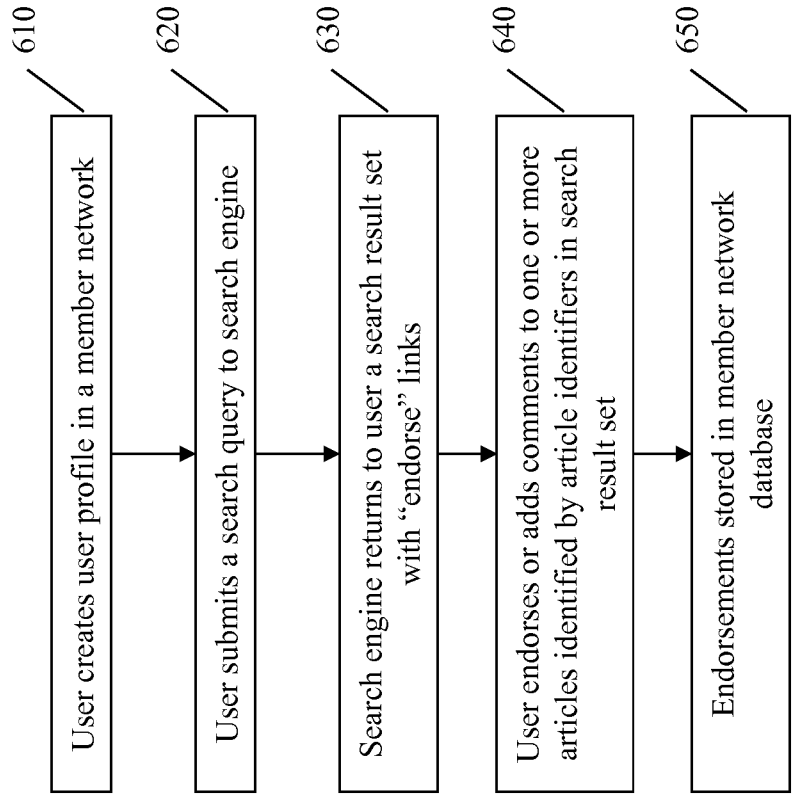 610
User creates user profile in a member network
620
User submits a search query to search engine
630
Search engine returns to user a search result set
with “endorse” links
640
User endorses or adds comments to one or more
articles identified by article identifiers in search
result set
650
Endorsements stored in member network
database